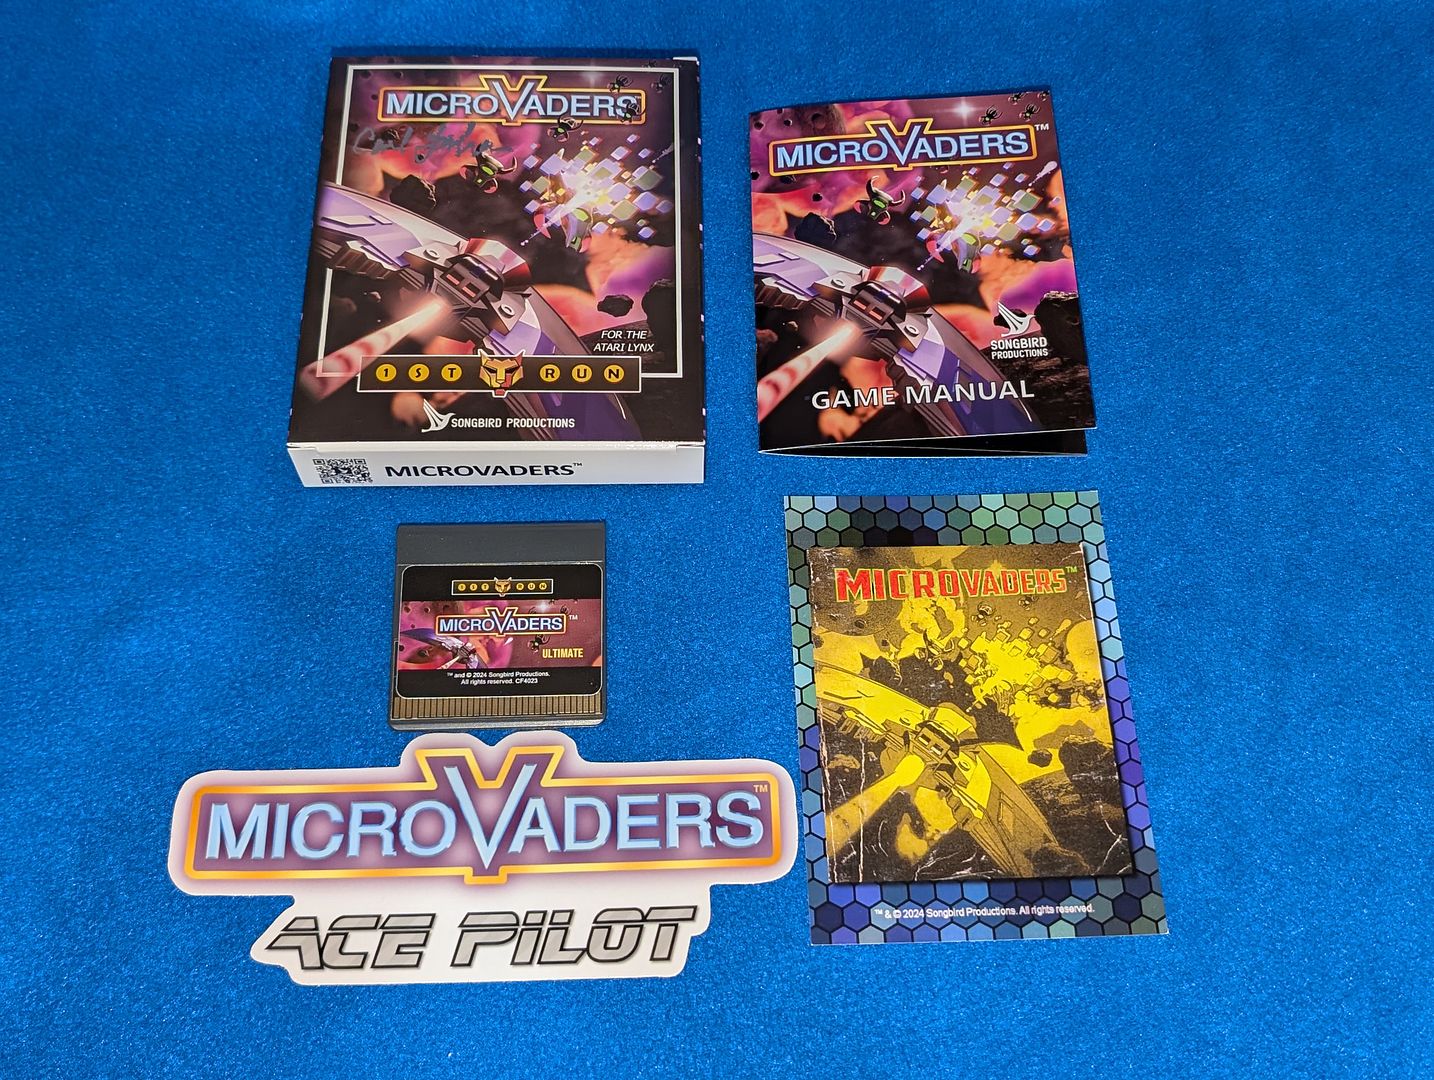 MICROVADERS
FOR THE
ATARI LYNX
1ST RUN
SONGBIRD PRODUCTIONS
MICROVADERS™
MICROVADERS™
SONGBIRD
PRODUCTIONS
GAME MANUAL
1ST RUN
MICROVADERS™
ULTIMATE
™ and © 2024 Songbird Productions.
All rights reserved. CF4023
MICROVADERS™
™ & © 2024 Songbird Productions. All rights reserved.
MICROVADERS™
ACE PILOT